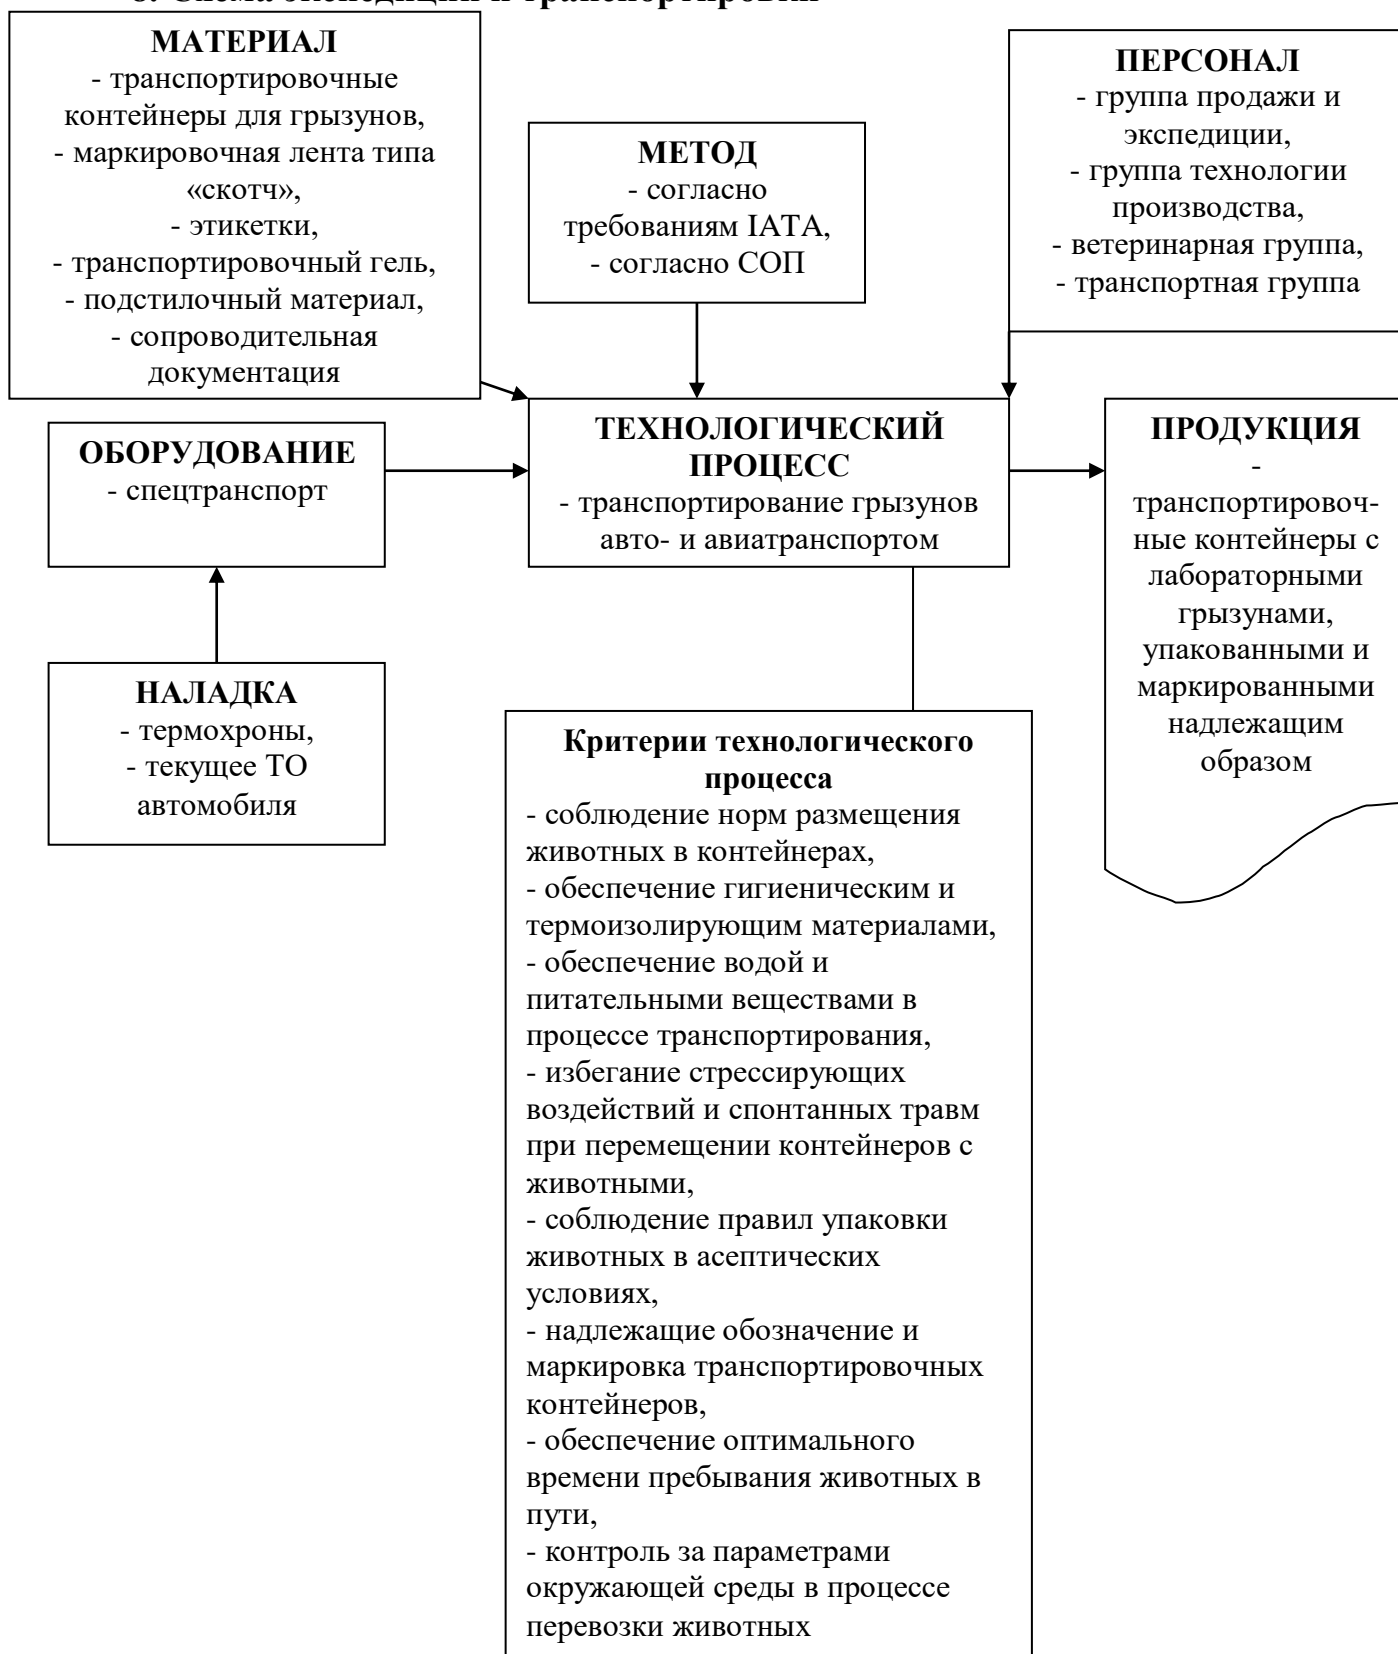 МАТЕРИАЛ
- транспортировочные
контейнеры для грызунов,
- маркировочная лента типа
«скотч»,
- этикетки,
- транспортировочный гель,
- подстилочный материал,
- сопроводительная
документация
МЕТОД
- согласно
требованиям IATA,
- согласно СОП
ПЕРСОНАЛ
- группа продажи и
экспедиции,
- группа технологии
производства,
- ветеринарная группа,
- транспортная группа
ОБОРУДОВАНИЕ
- спецтранспорт
ТЕХНОЛОГИЧЕСКИЙ
ПРОЦЕСС
- транспортирование грызунов
авто- и авиатранспортом
ПРОДУКЦИЯ
-
транспортировоч-
ные контейнеры с
лабораторными
грызунами,
упакованными и
маркированными
надлежащим
образом
НАЛАДКА
- термохроны,
- текущее ТО
автомобиля
Критерии технологического
процесса
- соблюдение норм размещения
животных в контейнерах,
- обеспечение гигиеническим и
термоизолирующим материалами,
- обеспечение водой и
питательными веществами в
процессе транспортирования,
- избегание стрессирующих
воздействий и спонтанных травм
при перемещении контейнеров с
животными,
- соблюдение правил упаковки
животных в асептических
условиях,
- надлежащие обозначение и
маркировка транспортировочных
контейнеров,
- обеспечение оптимального
времени пребывания животных в
пути,
- контроль за параметрами
окружающей среды в процессе
перевозки животных